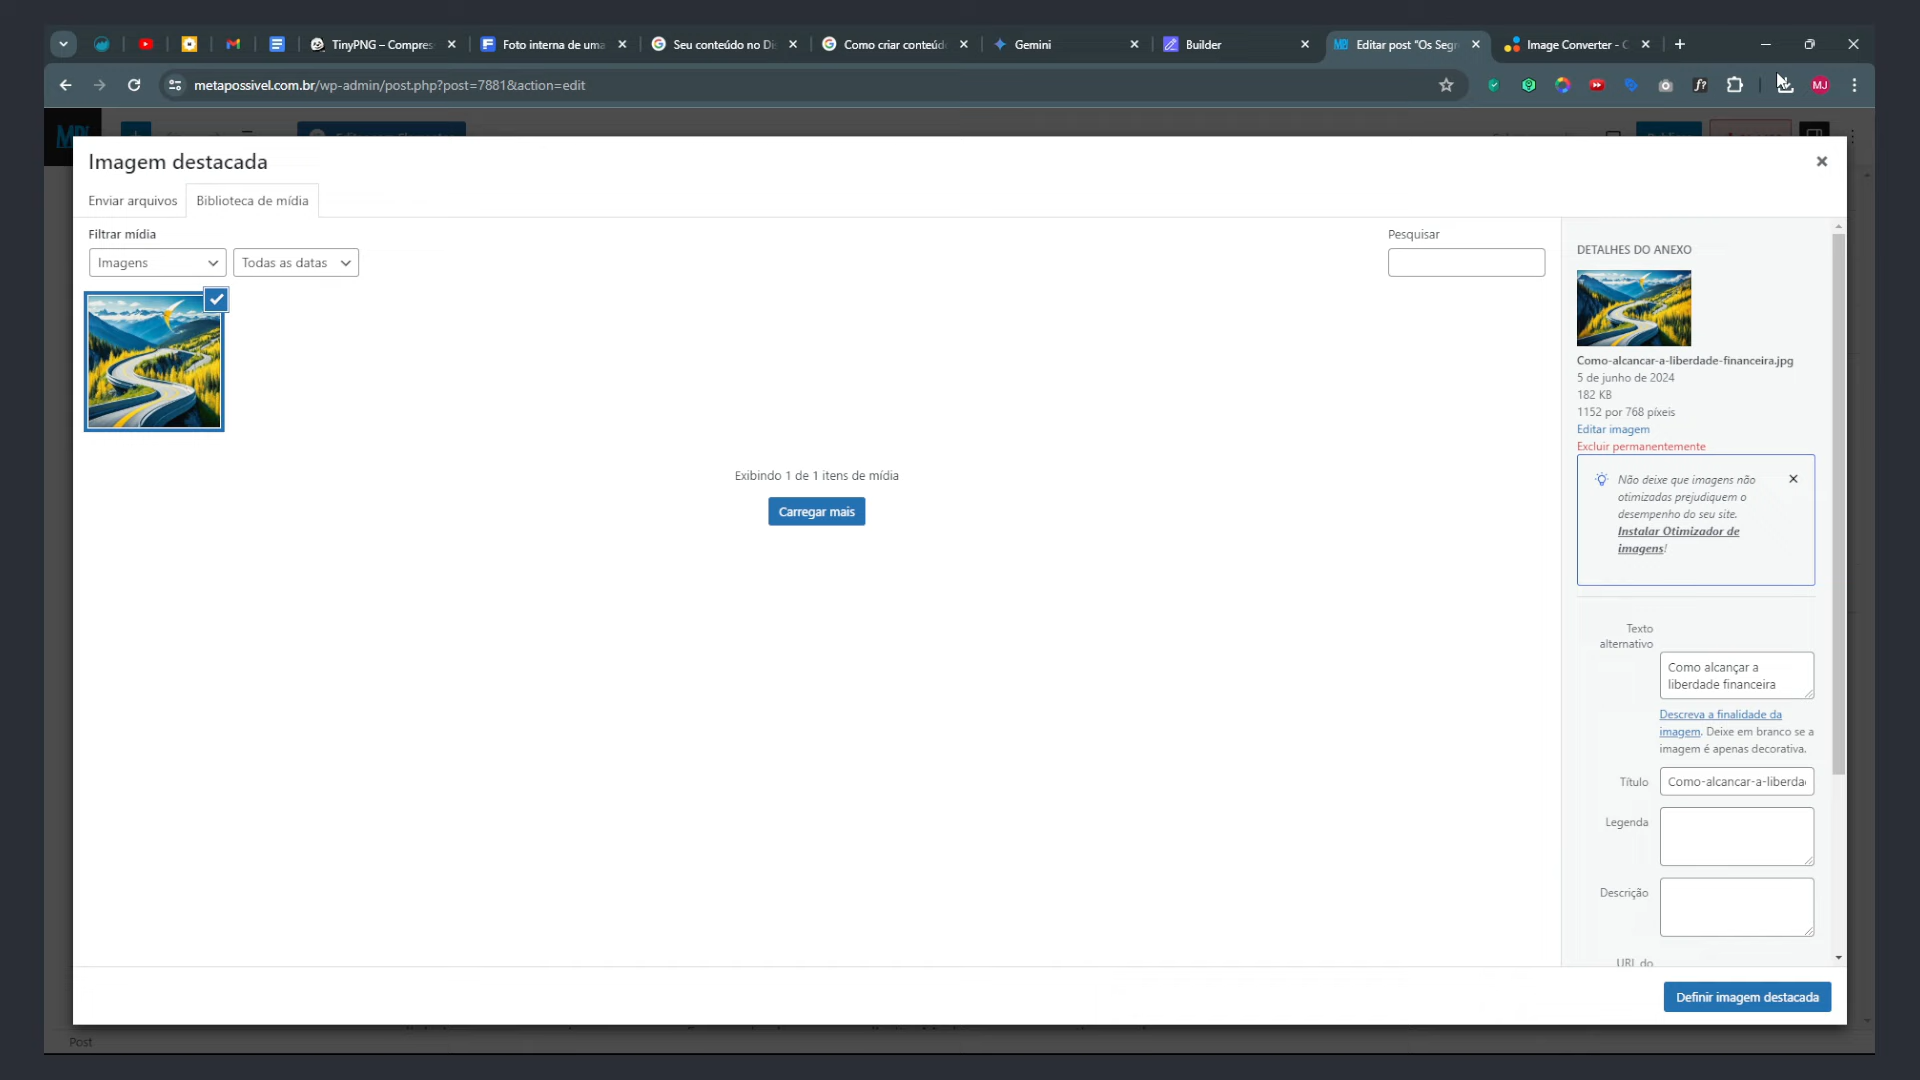 TinyPNG – Compres
Foto interna de uma
Seu conteúdo no Di
Como criar conteúd
Gemini
Builder
Editar post "Os Segr
Image Converter - C
metapossivel.com.br/wp-admin/post.php?post=7881&action=edit
MJ
Imagem destacada
Enviar arquivos
Biblioteca de mídia
Filtrar mídia
Imagens
Todas as datas
Pesquisar
Exibindo 1 de 1 itens de mídia
Carregar mais
DETALHES DO ANEXO
Como-alcancar-a-liberdade-financeira.jpg
5 de junho de 2024
182 KB
1152 por 768 píxeis
Editar imagem
Excluir permanentemente
Não deixe que imagens não
otimizadas prejudiquem o
desempenho do seu site.
Instalar Otimizador de
imagens!
Texto
alternativo
Como alcançar a
liberdade financeira
Descreva a finalidade da
imagem. Deixe em branco se a
imagem é apenas decorativa.
Título
Como-alcancar-a-liberda
Legenda
Descrição
URL do
Definir imagem destacada
Post